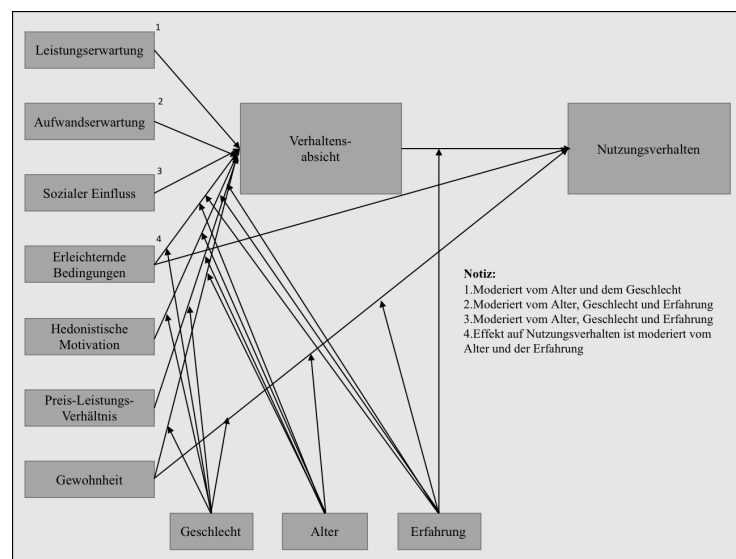 Leistungserwartung
1
Aufwandserwartung
2
Sozialer Einfluss
3
Erleichternde
Bedingungen
4
Hedonistische
Motivation
Preis-Leistungs-
Verhältnis
Gewohnheit
Verhaltens-
absicht
Nutzungsverhalten
Notiz:
1.Moderiert vom Alter und dem Geschlecht
2.Moderiert vom Alter, Geschlecht und Erfahrung
3.Moderiert vom Alter, Geschlecht und Erfahrung
4.Effekt auf Nutzungsverhalten ist moderiert vom
Alter und der Erfahrung
Geschlecht
Alter
Erfahrung